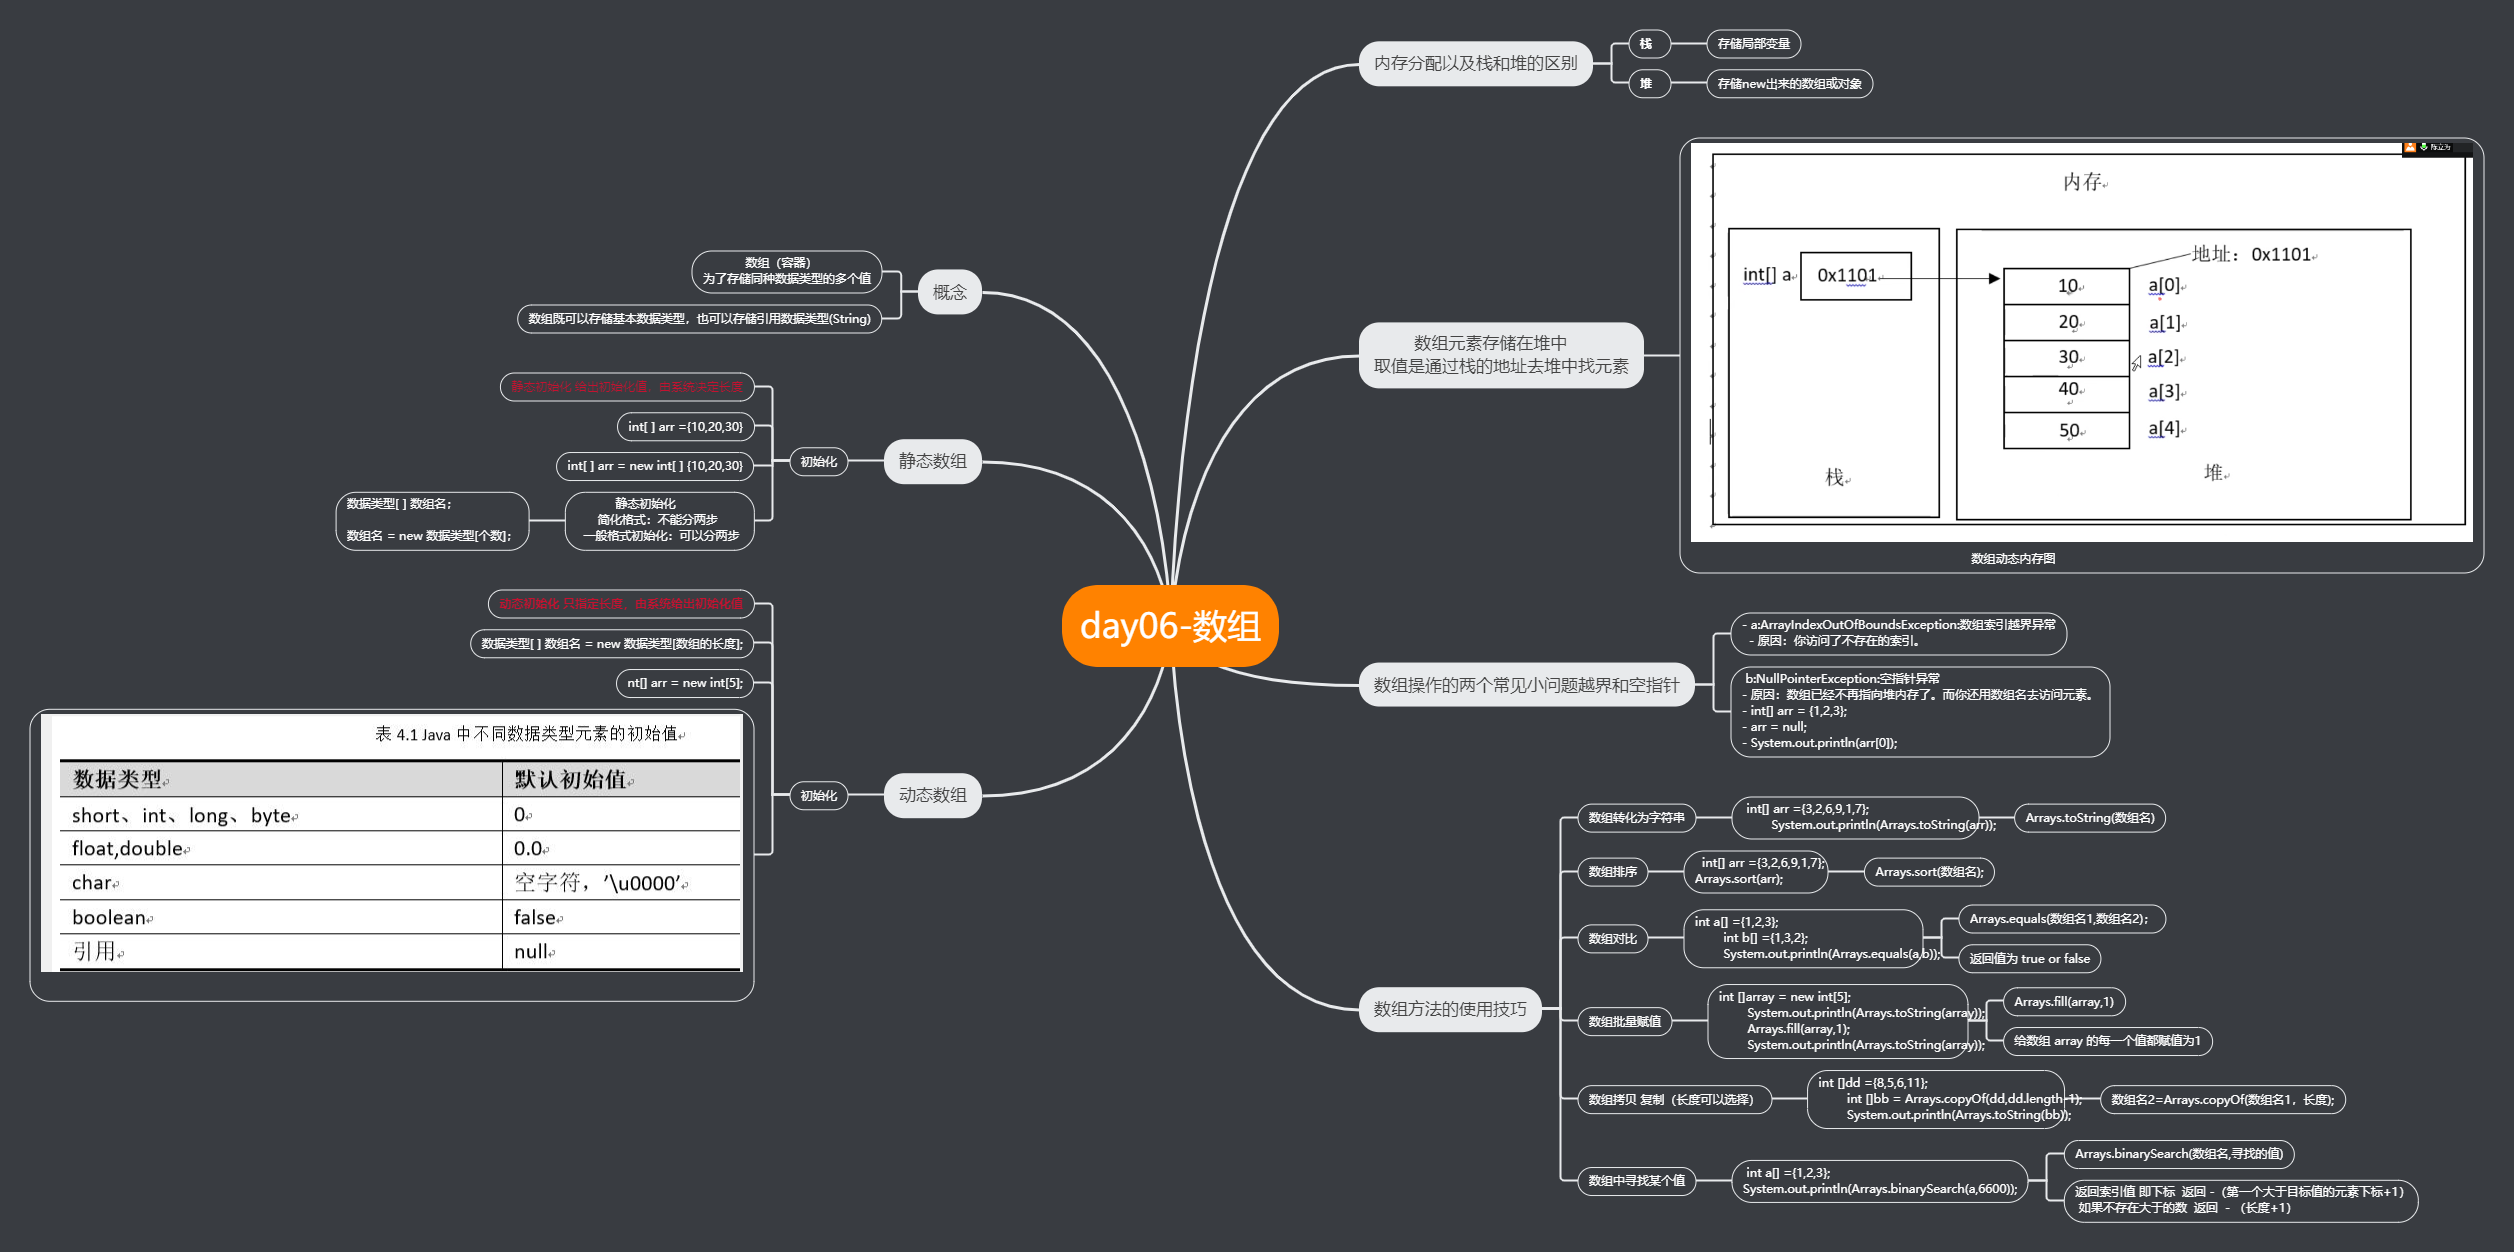 day06-数组
概念
数组（容器）
为了存储同种数据类型的多个值
数组既可以存储基本数据类型，也可以存储引用数据类型(String)
静态数组
初始化
静态初始化 给出初始化值，由系统决定长度
int[ ] arr ={10,20,30}
int[ ] arr = new int[ ] {10,20,30}
静态初始化
简化格式：不能分两步
一般格式初始化：可以分两步
数据类型[ ] 数组名；
数组名 = new 数据类型[个数]；
动态数组
初始化
动态初始化 只指定长度，由系统给出初始化值
数据类型[ ] 数组名 = new 数据类型[数组的长度];
nt[] arr = new int[5];
表 4.1 Java 中不同数据类型元素的初始值
数据类型 默认初始值
short、int、long、byte 0
float,double 0.0
char 空字符，'\u0000'
boolean false
引用 null
内存分配以及栈和堆的区别
栈
存储局部变量
堆
存储new出来的数组或对象
数组元素存储在堆中
取值是通过栈的地址去堆中找元素
陈立为
内存
地址：0x1101
int[] a 0x1101
10 a[0]
20 a[1]
30 a[2]
40 a[3]
50 a[4]
栈
堆
数组动态内存图
数组操作的两个常见小问题越界和空指针
- a:ArrayIndexOutOfBoundsException:数组索引越界异常
- 原因：你访问了不存在的索引。
b:NullPointerException:空指针异常
- 原因：数组已经不再指向堆内存了。而你还用数组名去访问元素。
- int[] arr = {1,2,3};
- arr = null;
- System.out.println(arr[0]);
数组方法的使用技巧
数组转化为字符串
int[] arr ={3,2,6,9,1,7};
System.out.println(Arrays.toString(arr));
Arrays.toString(数组名)
数组排序
int[] arr ={3,2,6,9,1,7};
Arrays.sort(arr);
Arrays.sort(数组名);
数组对比
int a[] ={1,2,3};
int b[] ={1,3,2};
System.out.println(Arrays.equals(a,b));
Arrays.equals(数组名1,数组名2)；
返回值为 true or false
数组批量赋值
int []array = new int[5];
System.out.println(Arrays.toString(array));
Arrays.fill(array,1);
System.out.println(Arrays.toString(array));
Arrays.fill(array,1)
给数组 array 的每一个值都赋值为1
数组拷贝 复制（长度可以选择）
int []dd ={8,5,6,11};
int []bb = Arrays.copyOf(dd,dd.length-1);
System.out.println(Arrays.toString(bb));
数组名2=Arrays.copyOf(数组名1，长度);
数组中寻找某个值
int a[] ={1,2,3};
System.out.println(Arrays.binarySearch(a,6600));
Arrays.binarySearch(数组名,寻找的值)
返回索引值 即下标 返回 -（第一个大于目标值的元素下标+1）
如果不存在大于的数 返回 - （长度+1）